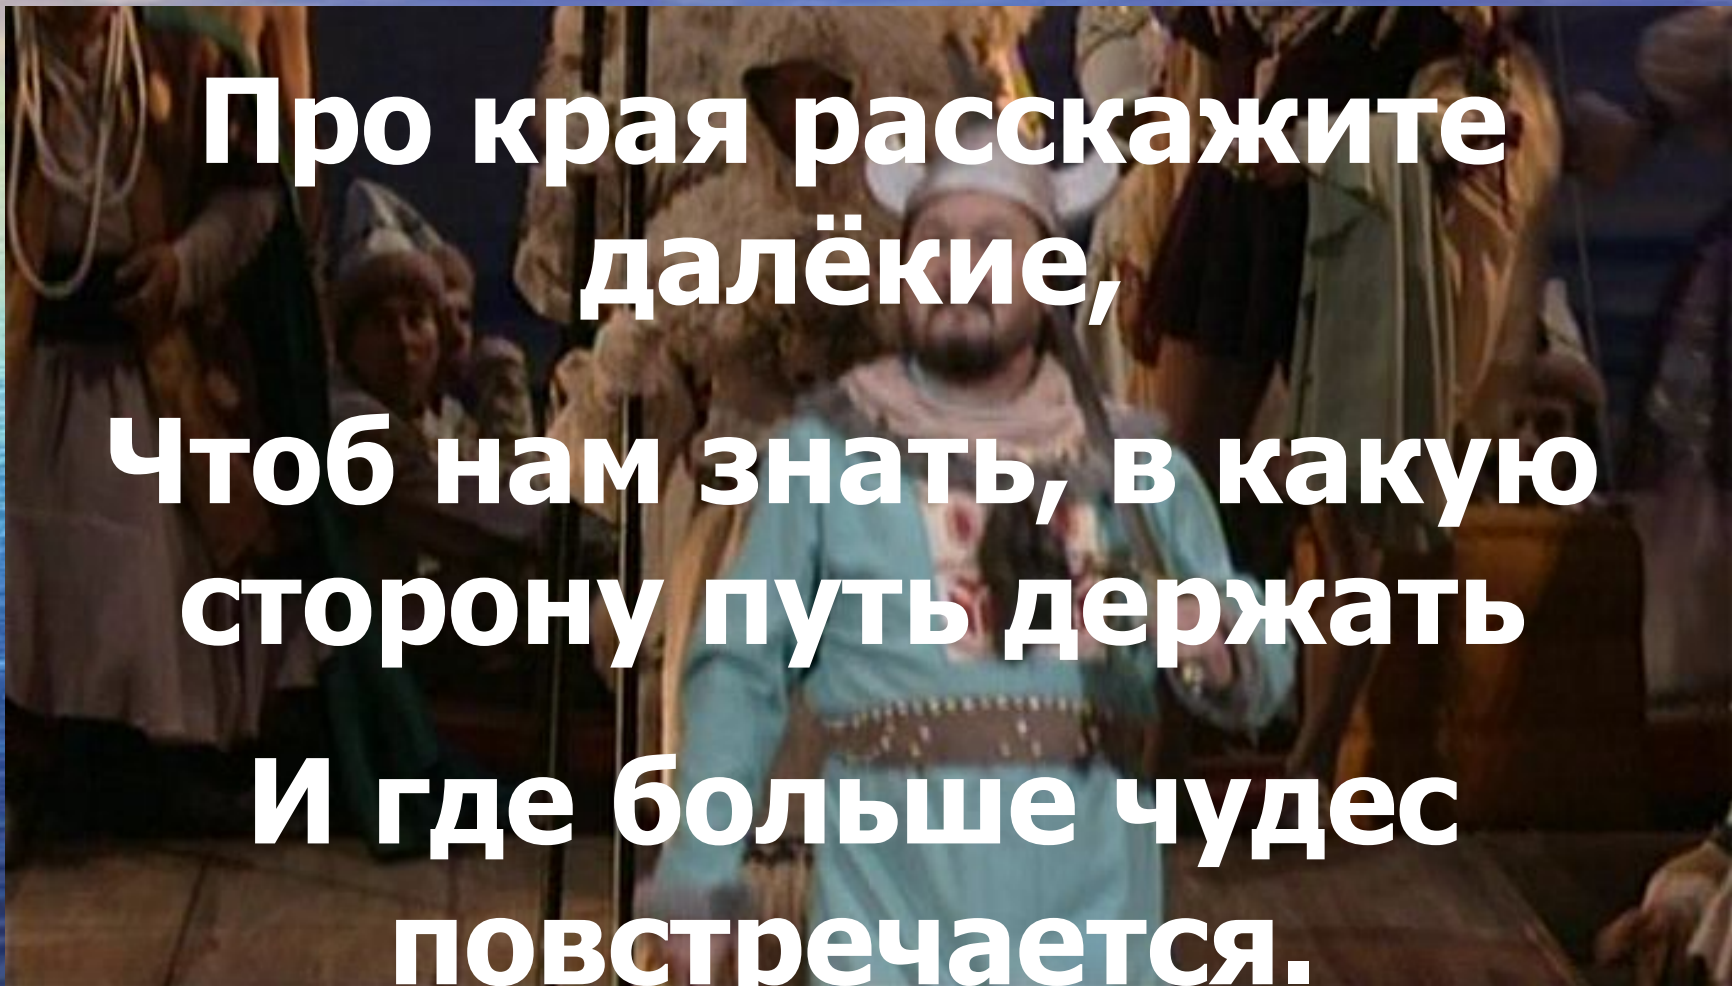 Про края расскажите
далёкие,
Чтоб нам знать, в какую
сторону путь держать
И где больше чудес
повстречается.